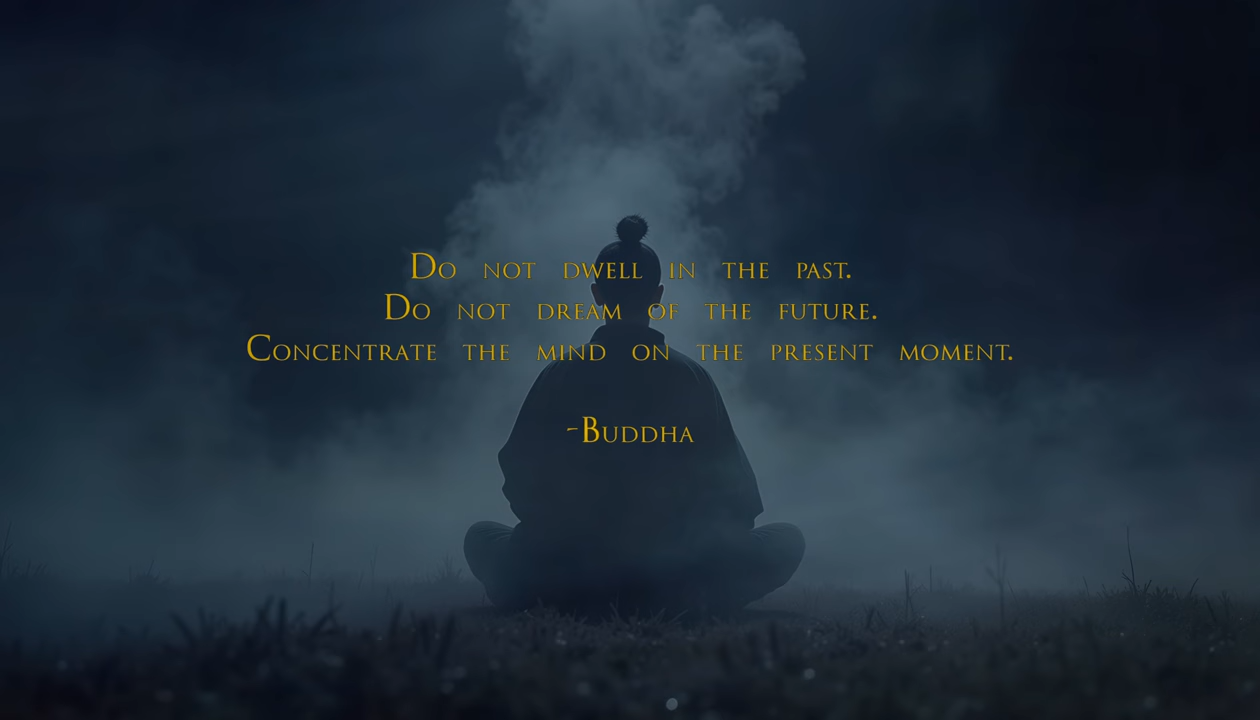 Do not dwell in the past.
Do not dream of the future.
Concentrate the mind on the present moment.
-Buddha